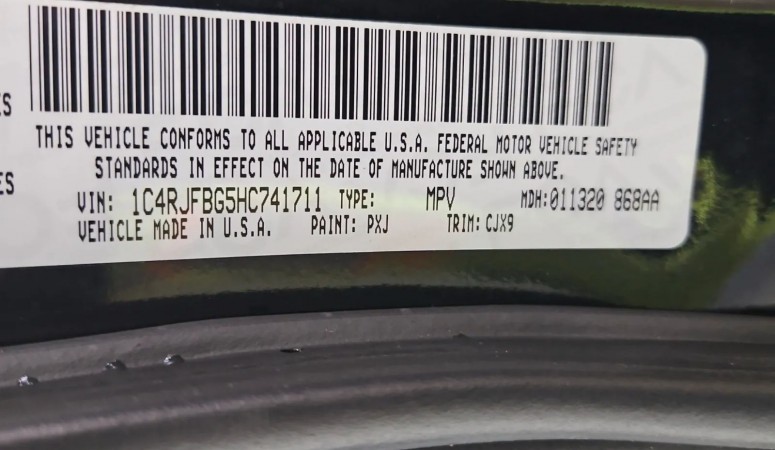 THIS VEHICLE CONFORMS TO ALL APPLICABLE U.S.A. FEDERAL MOTOR VEHICLE SAFETY
STANDARDS IN EFFECT ON THE DATE OF MANUFACTURE SHOWN ABOVE.
VIN: 1C4RJFBG5HC741711 TYPE: MPV MDH:011320 868AA
VEHICLE MADE IN U.S.A. PAINT: PXJ TRIM: CJX9